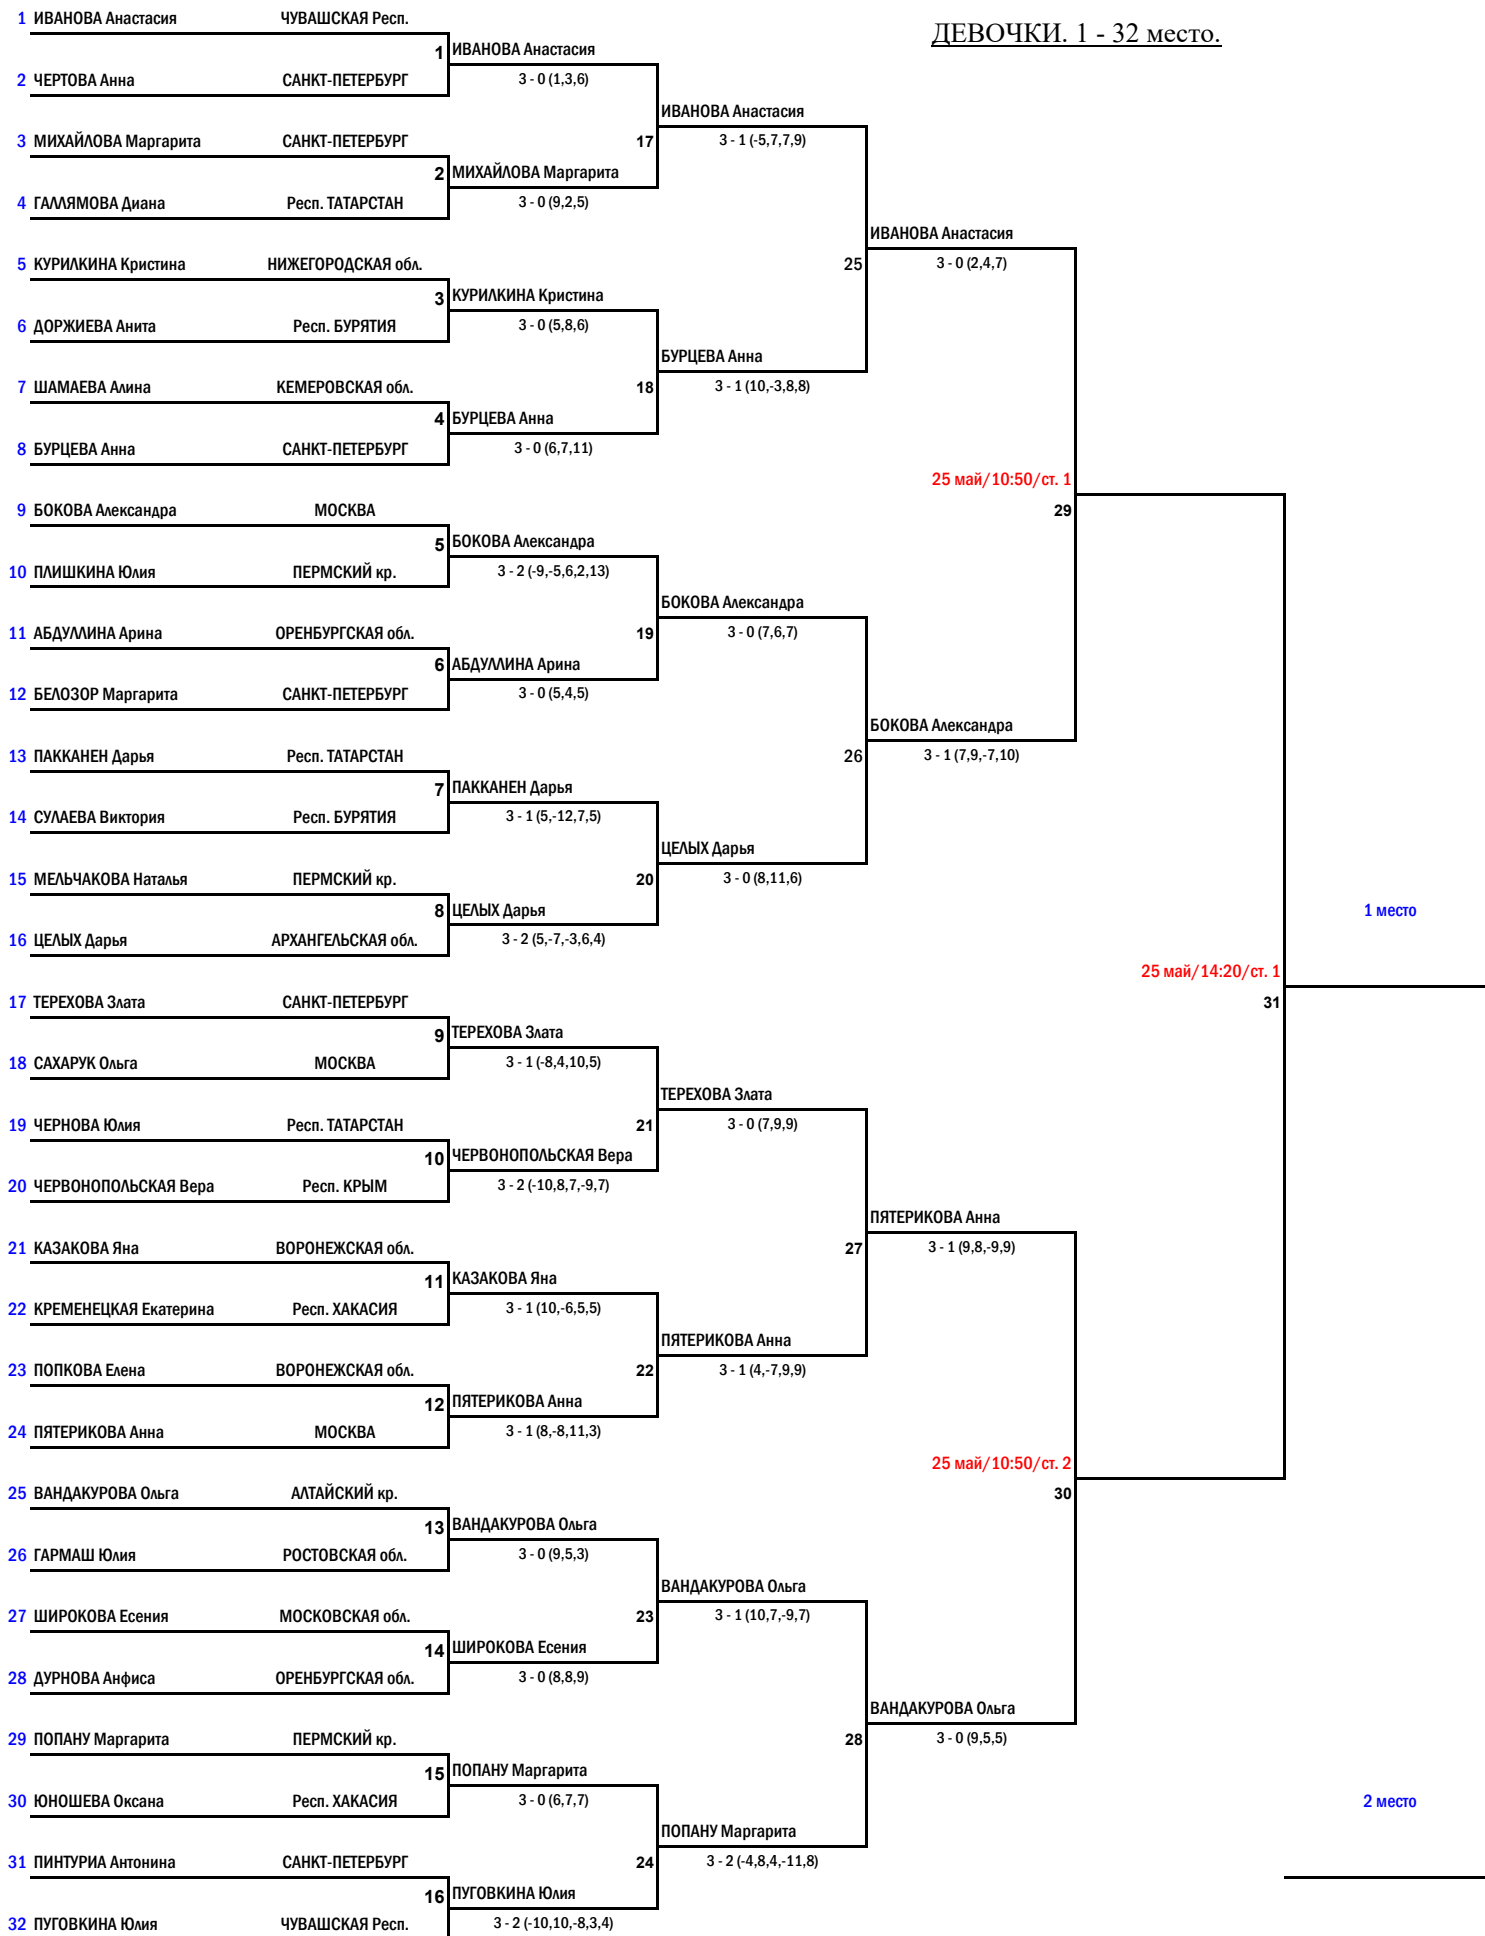 ДЕВОЧКИ. 1 - 32 место.
1 ИВАНОВА Анастасия ЧУВАШСКАЯ Респ.
1 ИВАНОВА Анастасия
2 ЧЕРТОВА Анна САНКТ-ПЕТЕРБУРГ 3 - 0 (1,3,6)
ИВАНОВА Анастасия
3 МИХАЙЛОВА Маргарита САНКТ-ПЕТЕРБУРГ 17 3 - 1 (-5,7,7,9)
2 МИХАЙЛОВА Маргарита
4 ГАЛЛЯМОВА Диана Респ. ТАТАРСТАН 3 - 0 (9,2,5)
ИВАНОВА Анастасия
5 КУРИЛКИНА Кристина НИЖЕГОРОДСКАЯ обл. 25 3 - 0 (2,4,7)
3 КУРИЛКИНА Кристина
6 ДОРЖИЕВА Анита Респ. БУРЯТИЯ 3 - 0 (5,8,6)
БУРЦЕВА Анна
7 ШАМАЕВА Алина КЕМЕРОВСКАЯ обл. 18 3 - 1 (10,-3,8,8)
4 БУРЦЕВА Анна
8 БУРЦЕВА Анна САНКТ-ПЕТЕРБУРГ 3 - 0 (6,7,11)
25 май/10:50/ст. 1
9 БОКОВА Александра МОСКВА 29
5 БОКОВА Александра
10 ПЛИШКИНА Юлия ПЕРМСКИЙ кр. 3 - 2 (-9,-5,6,2,13)
БОКОВА Александра
11 АБДУЛЛИНА Арина ОРЕНБУРГСКАЯ обл. 19 3 - 0 (7,6,7)
6 АБДУЛЛИНА Арина
12 БЕЛОЗОР Маргарита САНКТ-ПЕТЕРБУРГ 3 - 0 (5,4,5)
БОКОВА Александра
13 ПАККАНЕН Дарья Респ. ТАТАРСТАН 26 3 - 1 (7,9,-7,10)
7 ПАККАНЕН Дарья
14 СУЛАЕВА Виктория Респ. БУРЯТИЯ 3 - 1 (5,-12,7,5)
ЦЕЛЫХ Дарья
15 МЕЛЬЧАКОВА Наталья ПЕРМСКИЙ кр. 20 3 - 0 (8,11,6)
8 ЦЕЛЫХ Дарья 1 место
16 ЦЕЛЫХ Дарья АРХАНГЕЛЬСКАЯ обл. 3 - 2 (5,-7,-3,6,4)
25 май/14:20/ст. 1
17 ТЕРЕХОВА Злата САНКТ-ПЕТЕРБУРГ 31
9 ТЕРЕХОВА Злата
18 САХАРУК Ольга МОСКВА 3 - 1 (-8,4,10,5)
ТЕРЕХОВА Злата
19 ЧЕРНОВА Юлия Респ. ТАТАРСТАН 21 3 - 0 (7,9,9)
10 ЧЕРВОНОПОЛЬСКАЯ Вера
20 ЧЕРВОНОПОЛЬСКАЯ Вера Респ. КРЫМ 3 - 2 (-10,8,7,-9,7)
ПЯТЕРИКОВА Анна
21 КАЗАКОВА Яна ВОРОНЕЖСКАЯ обл. 27 3 - 1 (9,8,-9,9)
11 КАЗАКОВА Яна
22 КРЕМЕНЕЦКАЯ Екатерина Респ. ХАКАСИЯ 3 - 1 (10,-6,5,5)
ПЯТЕРИКОВА Анна
23 ПОПКОВА Елена ВОРОНЕЖСКАЯ обл. 22 3 - 1 (4,-7,9,9)
12 ПЯТЕРИКОВА Анна
24 ПЯТЕРИКОВА Анна МОСКВА 3 - 1 (8,-8,11,3)
25 май/10:50/ст. 2
25 ВАНДАКУРОВА Ольга АЛТАЙСКИЙ кр. 30
13 ВАНДАКУРОВА Ольга
26 ГАРМАШ Юлия РОСТОВСКАЯ обл. 3 - 0 (9,5,3)
ВАНДАКУРОВА Ольга
27 ШИРОКОВА Есения МОСКОВСКАЯ обл. 23 3 - 1 (10,7,-9,7)
14 ШИРОКОВА Есения
28 ДУРНОВА Анфиса ОРЕНБУРГСКАЯ обл. 3 - 0 (8,8,9)
ВАНДАКУРОВА Ольга
29 ПОПАНУ Маргарита ПЕРМСКИЙ кр. 28 3 - 0 (9,5,5)
15 ПОПАНУ Маргарита
30 ЮНОШЕВА Оксана Респ. ХАКАСИЯ 3 - 0 (6,7,7) 2 место
ПОПАНУ Маргарита
31 ПИНТУРИА Антонина САНКТ-ПЕТЕРБУРГ 24 3 - 2 (-4,8,4,-11,8)
16 ПУГОВКИНА Юлия
32 ПУГОВКИНА Юлия ЧУВАШСКАЯ Респ. 3 - 2 (-10,10,-8,3,4)